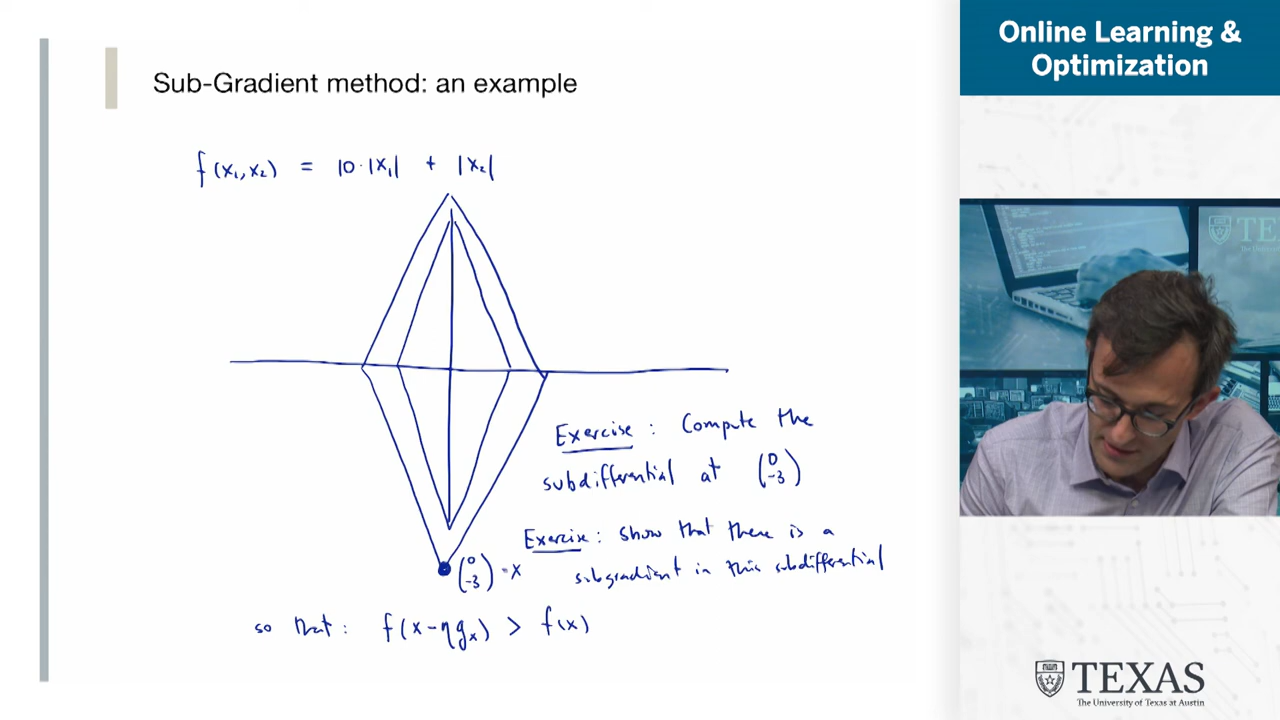 Sub-Gradient method: an example
f(x₁,x₂) = 10·|x₁| + |x₂|
Exercise: Compute the
subdifferential at (0 -3)
Exercise: show that there is a
(0 -3) = x subgradient in this subdifferential
so that: f(x-ηgₓ) > f(x)
Online Learning &
Optimization
TEXAS
The University of Texas at Austin